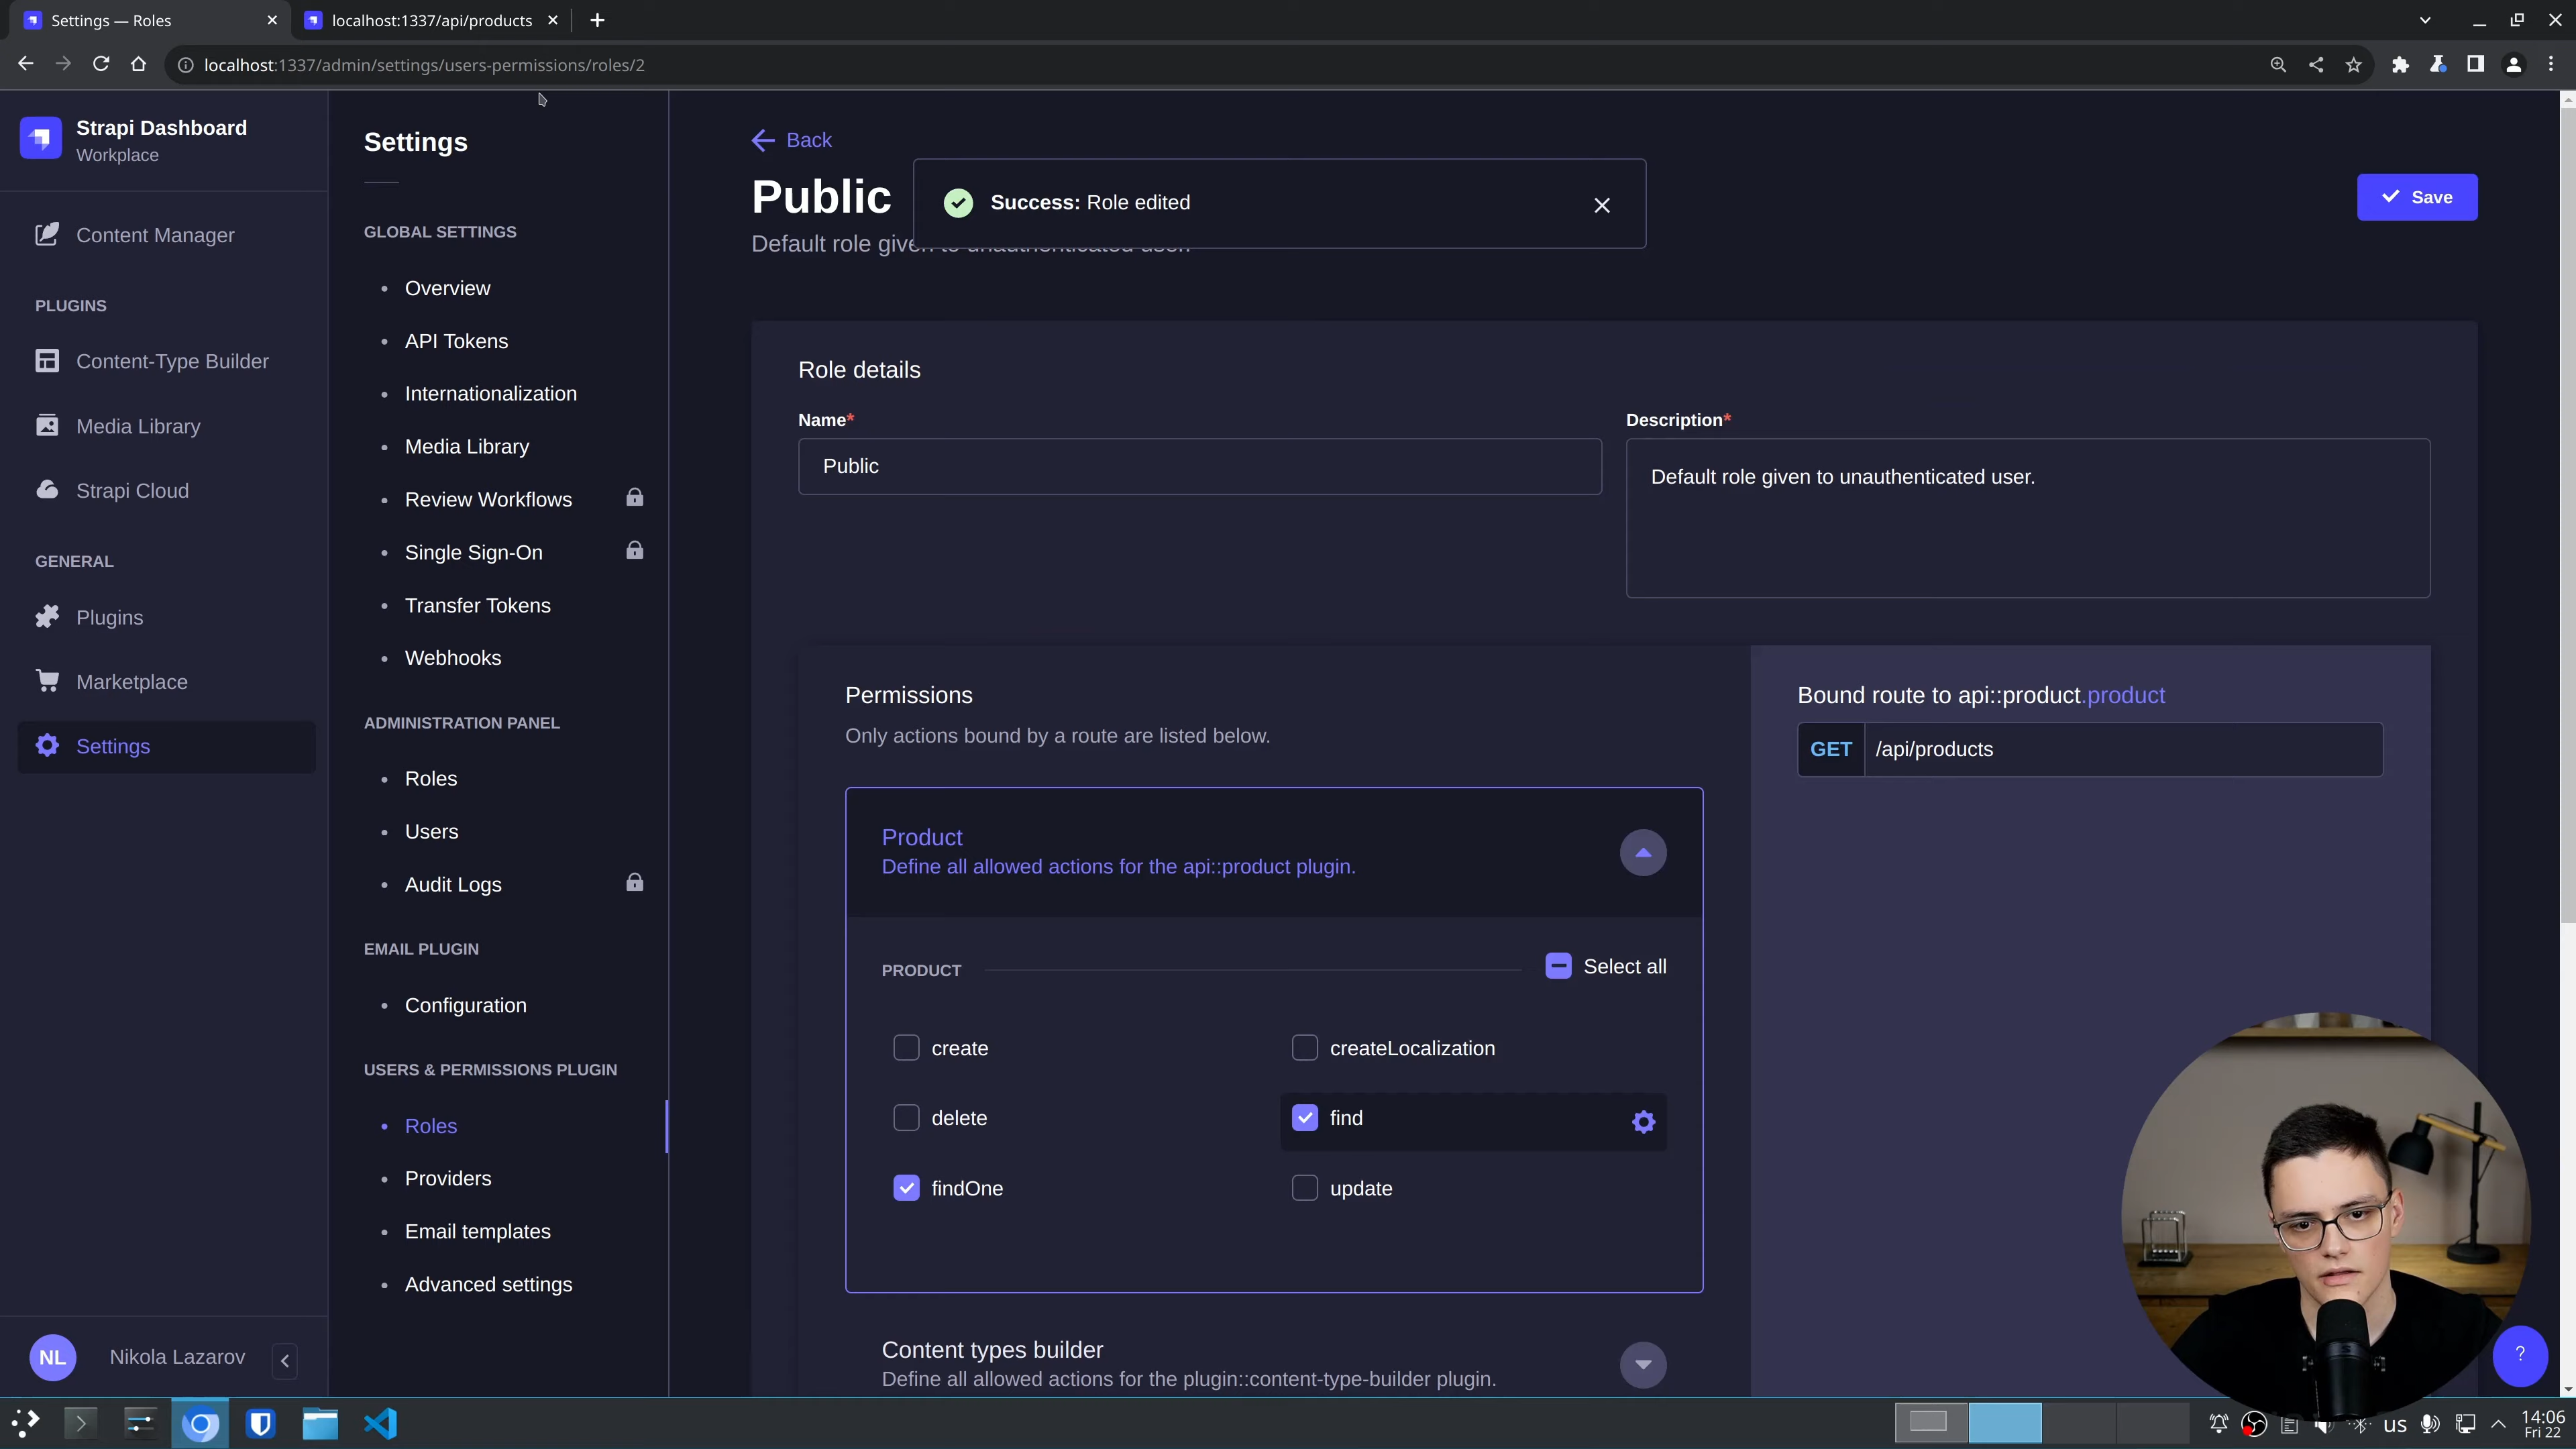 Settings — Roles
localhost:1337/api/products
localhost:1337/admin/settings/users-permissions/roles/2
Strapi Dashboard
Workplace
Content Manager
PLUGINS
Content-Type Builder
Media Library
Strapi Cloud
GENERAL
Plugins
Marketplace
Settings
NL
Nikola Lazarov
Settings
GLOBAL SETTINGS
Overview
API Tokens
Internationalization
Media Library
Review Workflows
Single Sign-On
Transfer Tokens
Webhooks
ADMINISTRATION PANEL
Roles
Users
Audit Logs
EMAIL PLUGIN
Configuration
USERS & PERMISSIONS PLUGIN
Roles
Providers
Email templates
Advanced settings
Back
Public
Success: Role edited
Save
Default role given to unauthenticated user.
Role details
Name*
Public
Description*
Default role given to unauthenticated user.
Permissions
Only actions bound by a route are listed below.
Bound route to api::product.product
GET /api/products
Product
Define all allowed actions for the api::product plugin.
PRODUCT
Select all
create
createLocalization
delete
find
findOne
update
Content types builder
Define all allowed actions for the plugin::content-type-builder plugin.
?
us
14:06
Fri 22